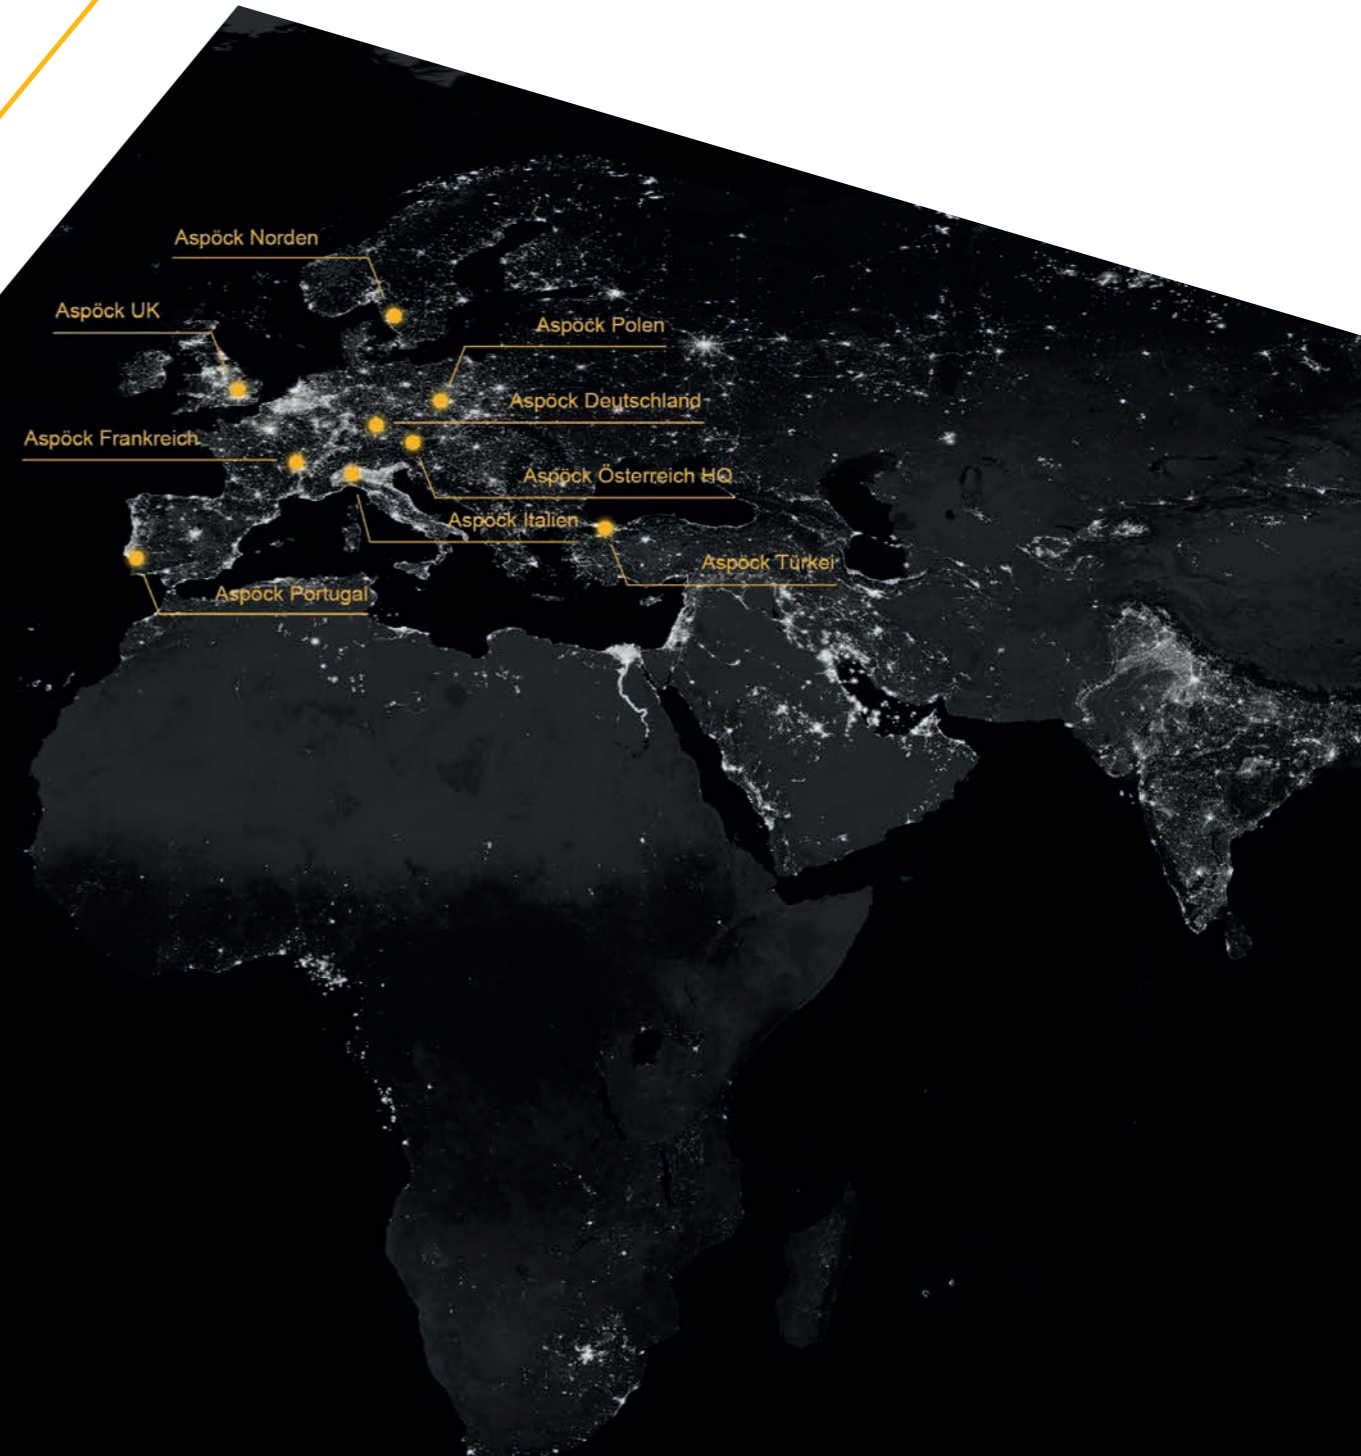 Aspöck Norden
Aspöck UK
Aspöck Polen
Aspöck Deutschland
Aspöck Frankreich
Aspöck Österreich HQ
Aspöck Italien
Aspöck Türkei
Aspöck Portugal